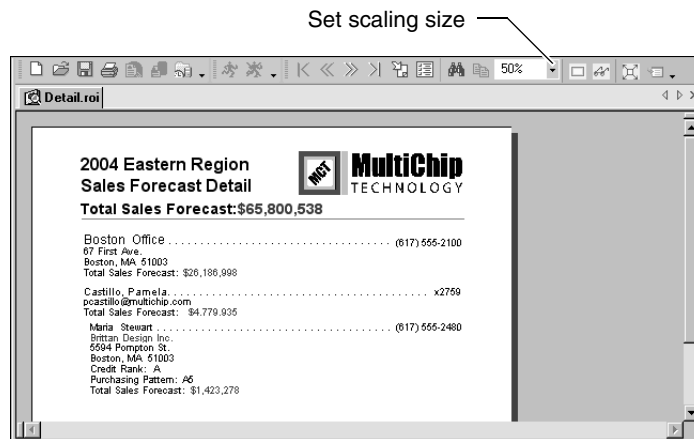 Set scaling size
50%
Detail.roi
2004 Eastern Region
Sales Forecast Detail
MCT
MultiChip
TECHNOLOGY
Total Sales Forecast:$65,800,538
Boston Office . . . . . . . . . . . . . . . . . . . . . . . . . . . . . . . . . (617) 555-2100
67 First Ave.
Boston, MA 51003
Total Sales Forecast: $26,186,998
Castillo, Pamela. . . . . . . . . . . . . . . . . . . . . . . . . . . . . . . . . . . . . . . . x2759
pcastillo@multichip.com
Total Sales Forecast: $4.779.935
Maria Stewart . . . . . . . . . . . . . . . . . . . . . . . . . . . . . . . . . . . (617) 555-2480
Brittan Design Inc.
5594 Pompton St.
Boston, MA 51003
Credit Rank: A
Purchasing Pattern: A5
Total Sales Forecast: $1,423,278